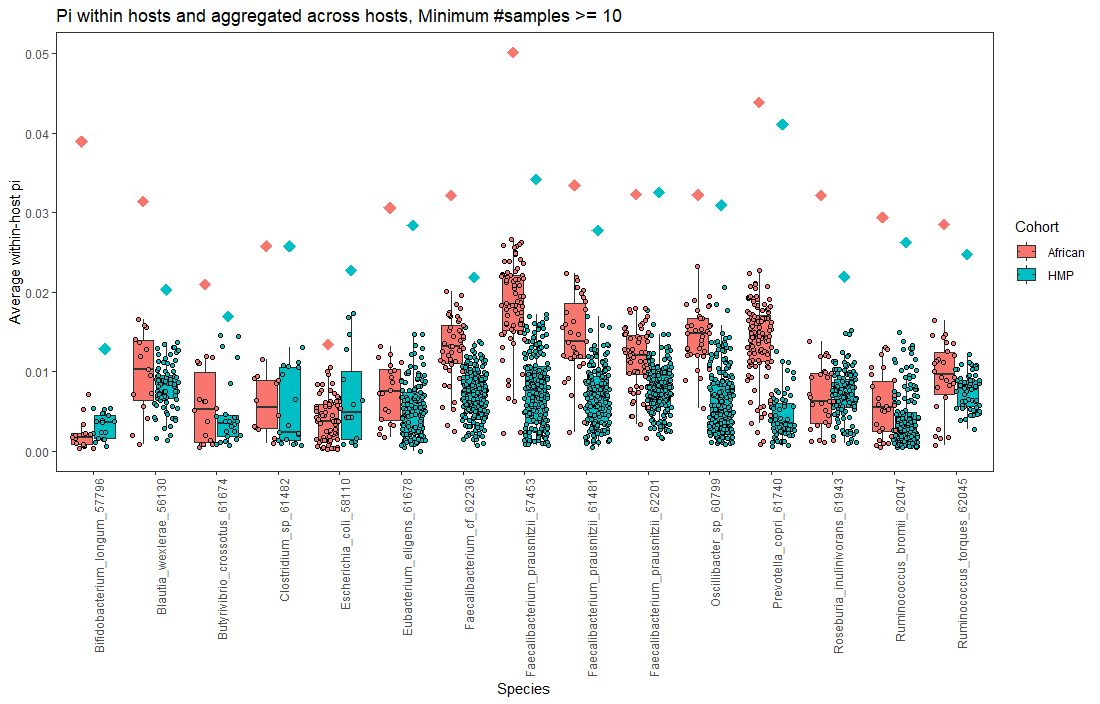 Pi within hosts and aggregated across hosts, Minimum #samples >= 10
Average within-host pi
0.05
0.04
0.03
0.02
0.01
0.00
Bifidobacterium_longum_57796
Blautia_wexlerae_56130
Butyrivibrio_crossotus_61674
Clostridium_sp_61482
Escherichia_coli_58110
Eubacterium_eligens_61678
Faecalibacterium_cf_62236
Faecalibacterium_prausnitzii_57453
Faecalibacterium_prausnitzii_61481
Faecalibacterium_prausnitzii_62201
Oscillibacter_sp_60799
Prevotella_copri_61740
Roseburia_inulinivorans_61943
Ruminococcus_bromii_62047
Ruminococcus_torques_62045
Species
Cohort
African
HMP